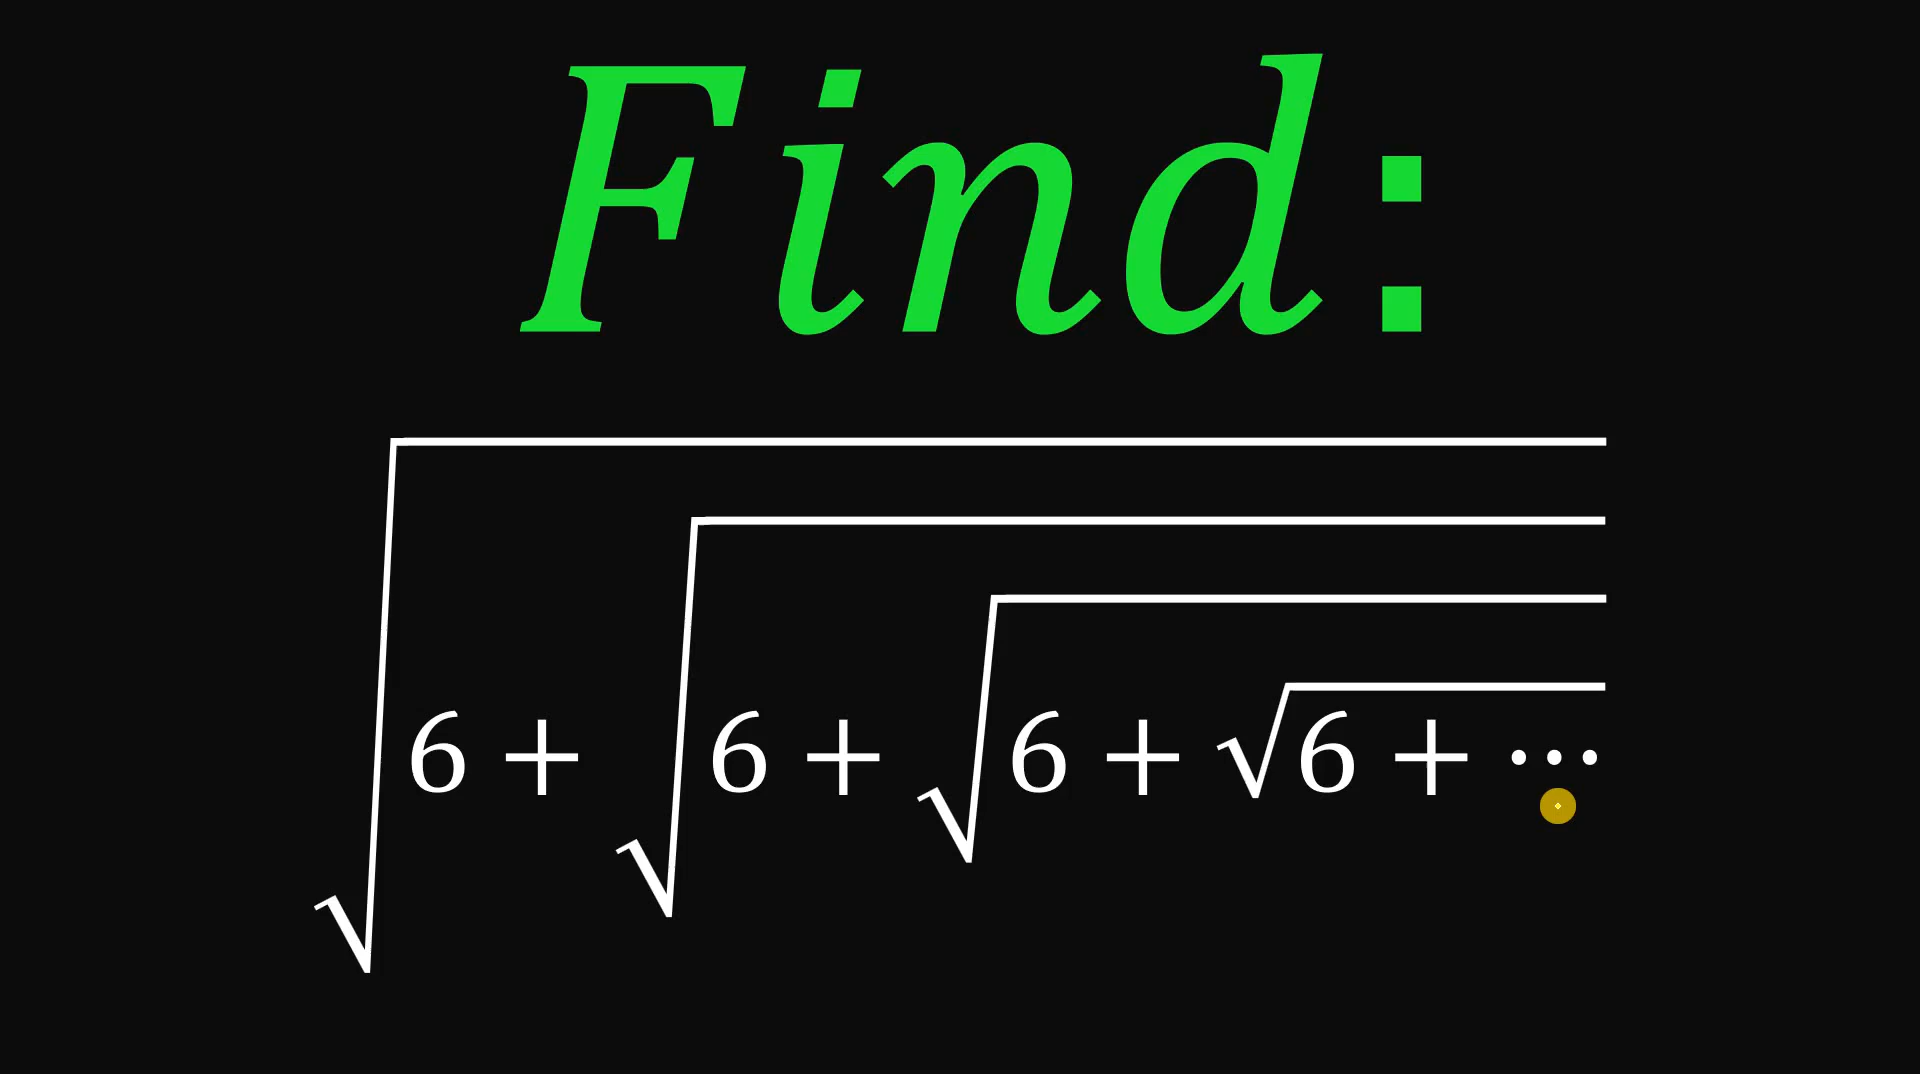 Find:
√6 + √6 + √6 + √6 + ⋯